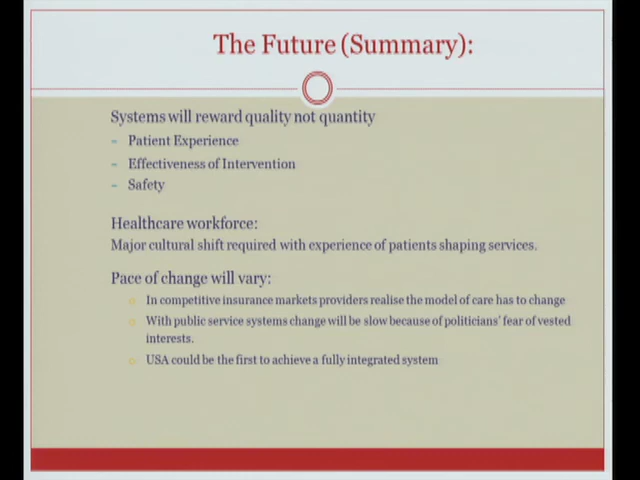 The Future (Summary):
Systems will reward quality not quantity
- Patient Experience
- Effectiveness of Intervention
- Safety
Healthcare workforce:
Major cultural shift required with experience of patients shaping services.
Pace of change will vary:
In competitive insurance markets providers realise the model of care has to change
With public service systems change will be slow because of politicians' fear of vested
interests.
USA could be the first to achieve a fully integrated system